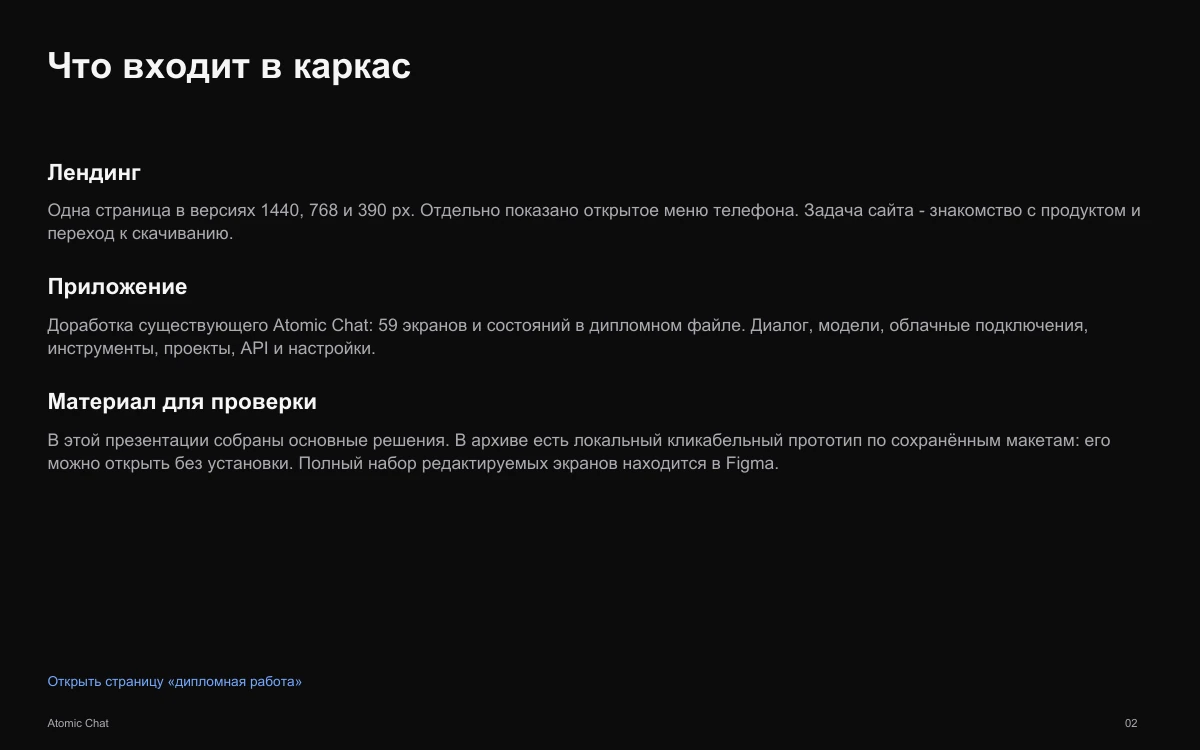 Что входит в каркас
Лендинг
Одна страница в версиях 1440, 768 и 390 px. Отдельно показано открытое меню телефона. Задача сайта - знакомство с продуктом и
переход к скачиванию.
Приложение
Доработка существующего Atomic Chat: 59 экранов и состояний в дипломном файле. Диалог, модели, облачные подключения,
инструменты, проекты, API и настройки.
Материал для проверки
В этой презентации собраны основные решения. В архиве есть локальный кликабельный прототип по сохранённым макетам: его
можно открыть без установки. Полный набор редактируемых экранов находится в Figma.
Открыть страницу «дипломная работа»
Atomic Chat
02